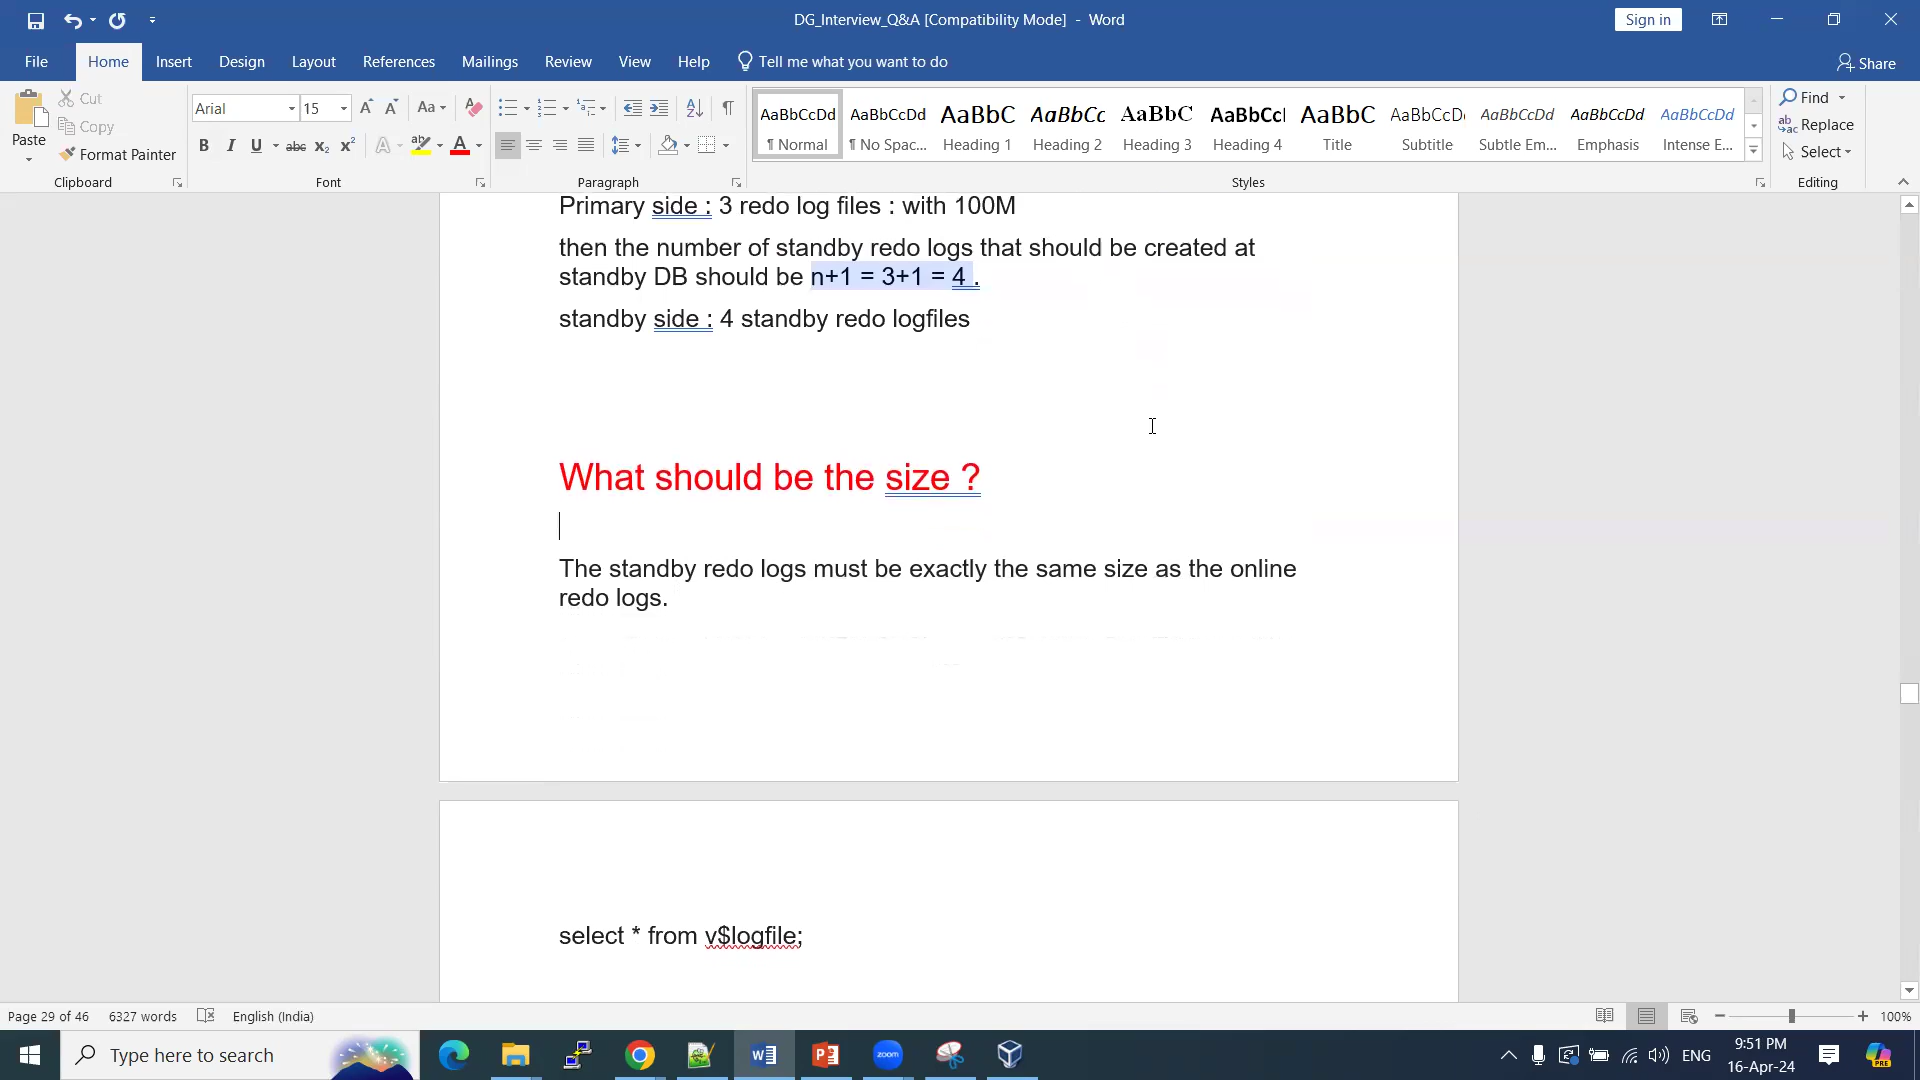 DG_Interview_Q&A [Compatibility Mode] - Word
Sign in
File Home Insert Design Layout References Mailings Review View Help Tell me what you want to do Share
Paste
Cut
Copy
Format Painter
Clipboard
Arial 15
Font
Paragraph
AaBbCcDd AaBbCcDd AaBbC AaBbCc AaBbC AaBbCcl AaBbC AaBbCcDd AaBbCcDd AaBbCcDd AaBbCcDd
¶ Normal ¶ No Spac... Heading 1 Heading 2 Heading 3 Heading 4 Title Subtitle Subtle Em... Emphasis Intense E...
Styles
Find
Replace
Select
Editing
Primary side : 3 redo log files : with 100M
then the number of standby redo logs that should be created at
standby DB should be n+1 = 3+1 = 4 .
standby side : 4 standby redo logfiles
What should be the size ?
The standby redo logs must be exactly the same size as the online
redo logs.
select * from v$logfile;
Page 29 of 46 6327 words English (India) 100%
Type here to search
zoom
ENG
9:51 PM
16-Apr-24
PRE